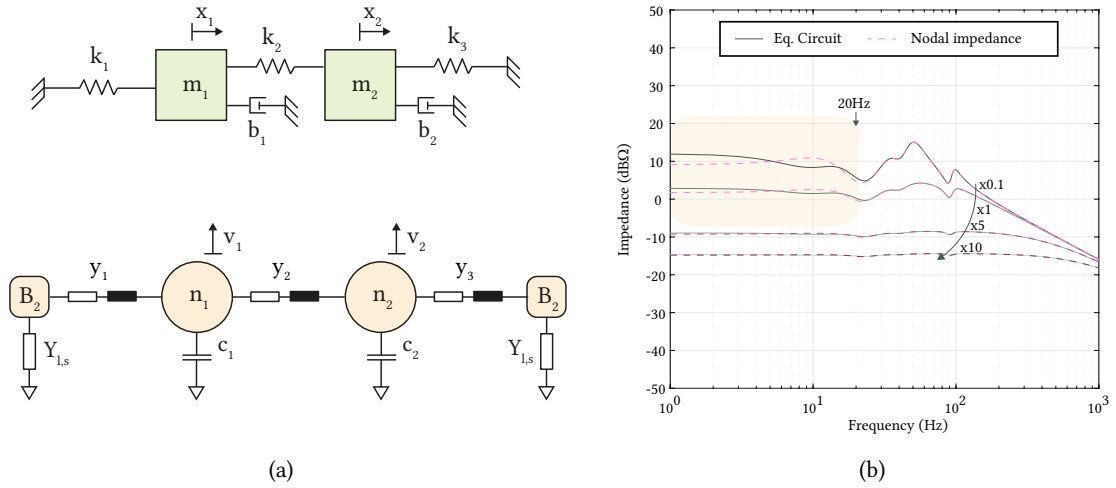 x1 x2
k1 k2 k3
m1 m2
b1 b2
v1 v2
y1 y2 y3
B2 n1 n2 B2
Yl,s c1 c2 Yl,s
(a)
50
40
30
20
10
0
-10
-20
-30
-40
-50
Impedance (dBΩ)
Eq. Circuit Nodal impedance
20Hz
x0.1
x1
x5
x10
10^0 10^1 10^2 10^3
Frequency (Hz)
(b)